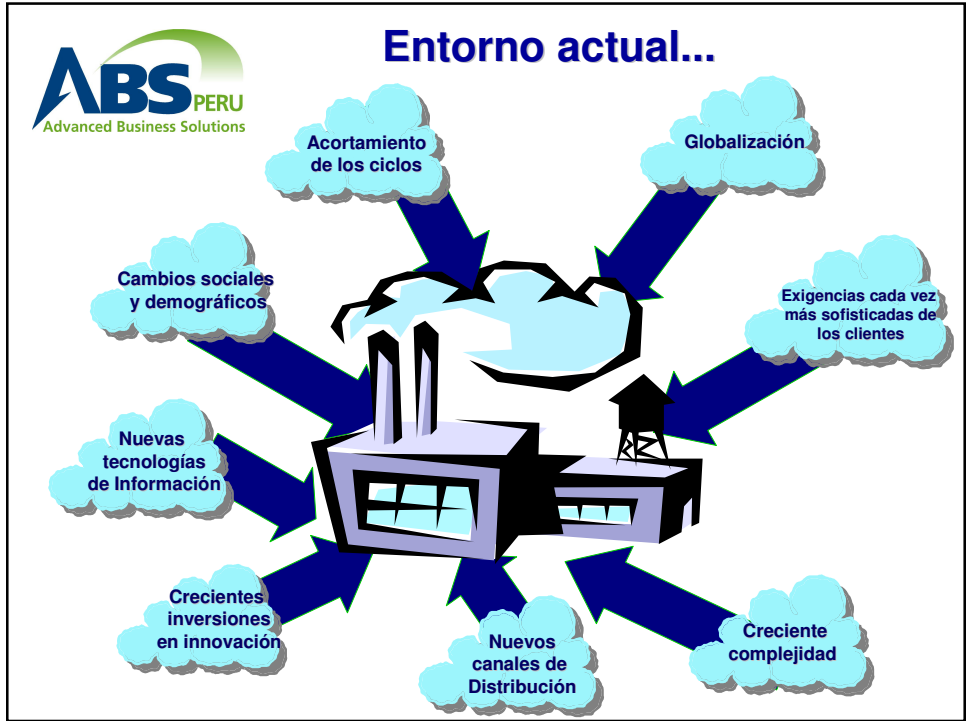 ABS PERU
Advanced Business Solutions
Entorno actual...
Acortamiento
de los ciclos
Globalización
Cambios sociales
y demográficos
Exigencias cada vez
más sofisticadas de
los clientes
Nuevas
tecnologías
de Información
Crecientes
inversiones
en innovación
Nuevos
canales de
Distribución
Creciente
complejidad